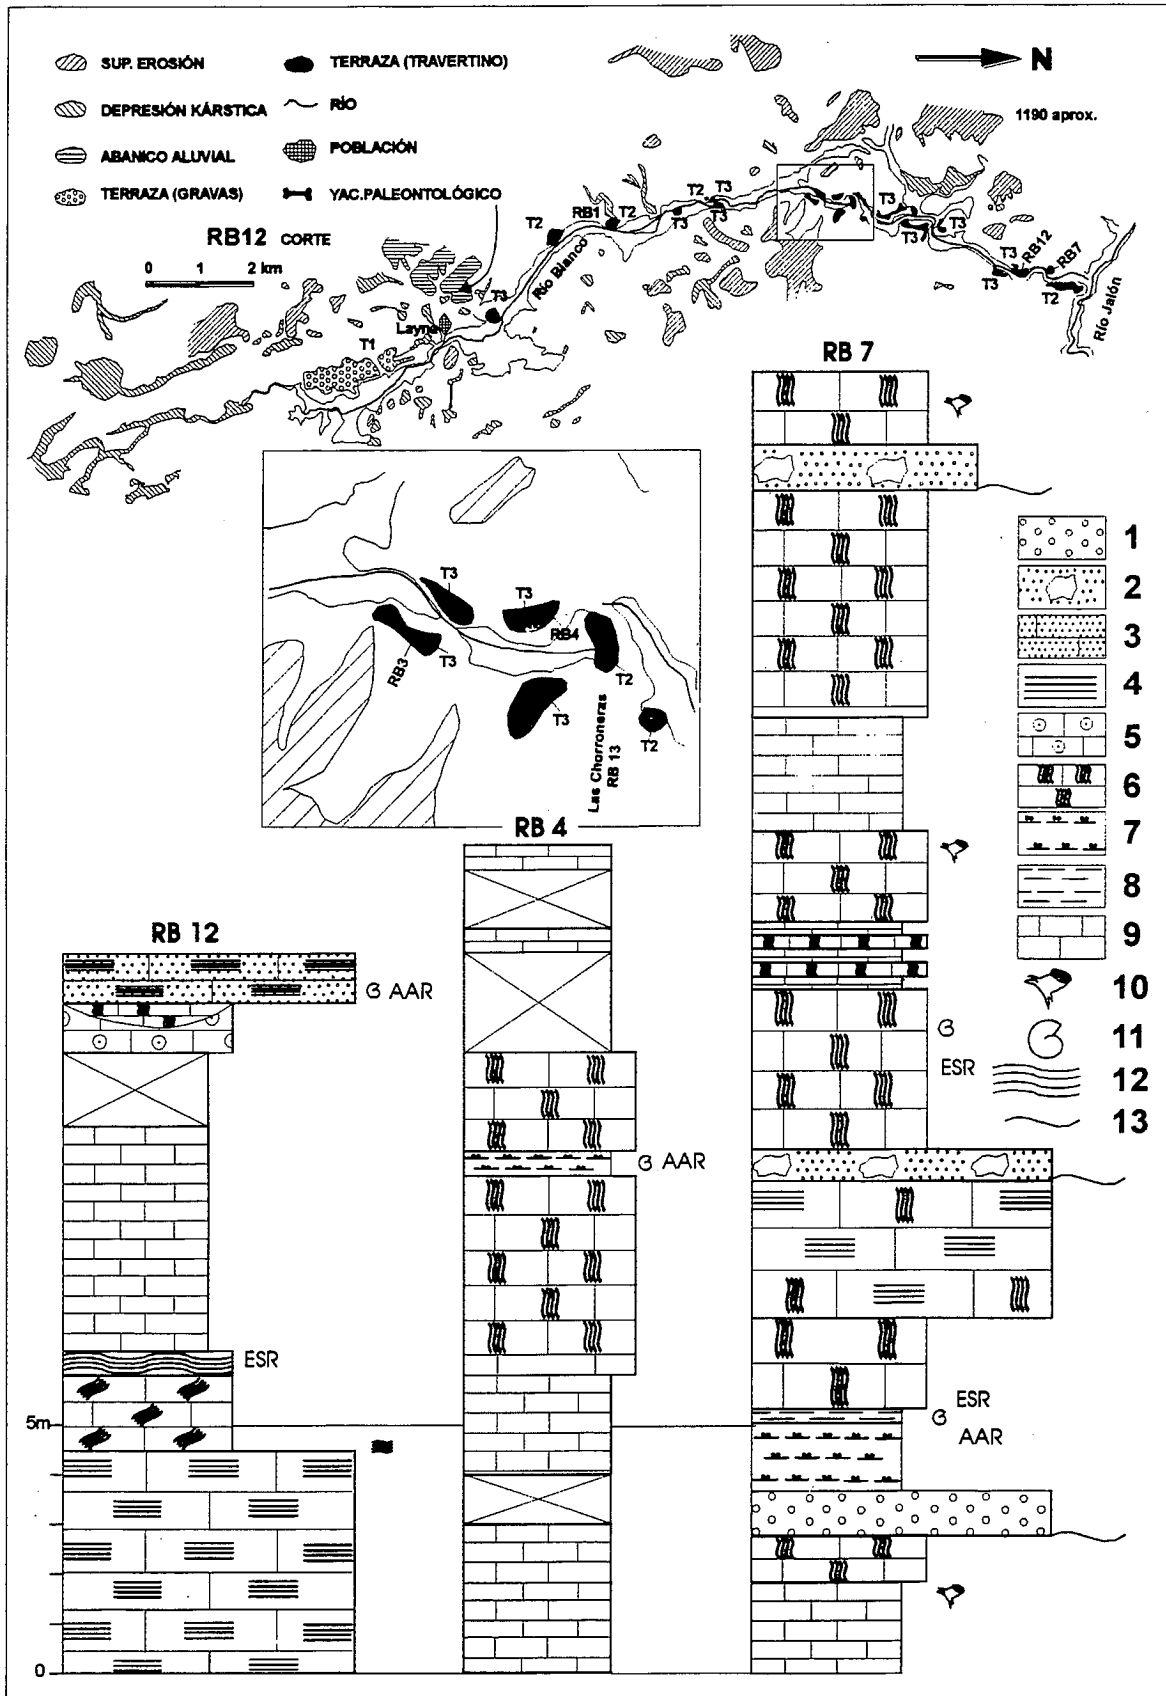 SUP. EROSIÓN
DEPRESIÓN KÁRSTICA
ABANICO ALUVIAL
TERRAZA (GRAVAS)
TERRAZA (TRAVERTINO)
RÍO
POBLACIÓN
YAC.PALEONTOLÓGICO
RB12 CORTE
0 1 2 km
N
1190 aprox.
T2
RB1
T2
T3
T2
T3
T3
T3
T3
T3
T3
RB12
RB7
T2
Río Jalón
Río Blanco
T3
Layna
T1
T3
T3
RB4
RB3
T3
T2
T3
T2
Las Chorroneras
RB 13
RB 7
RB 4
RB 12
AAR
ESR
5m
0
AAR
ESR
ESR
AAR
1
2
3
4
5
6
7
8
9
10
11
12
13